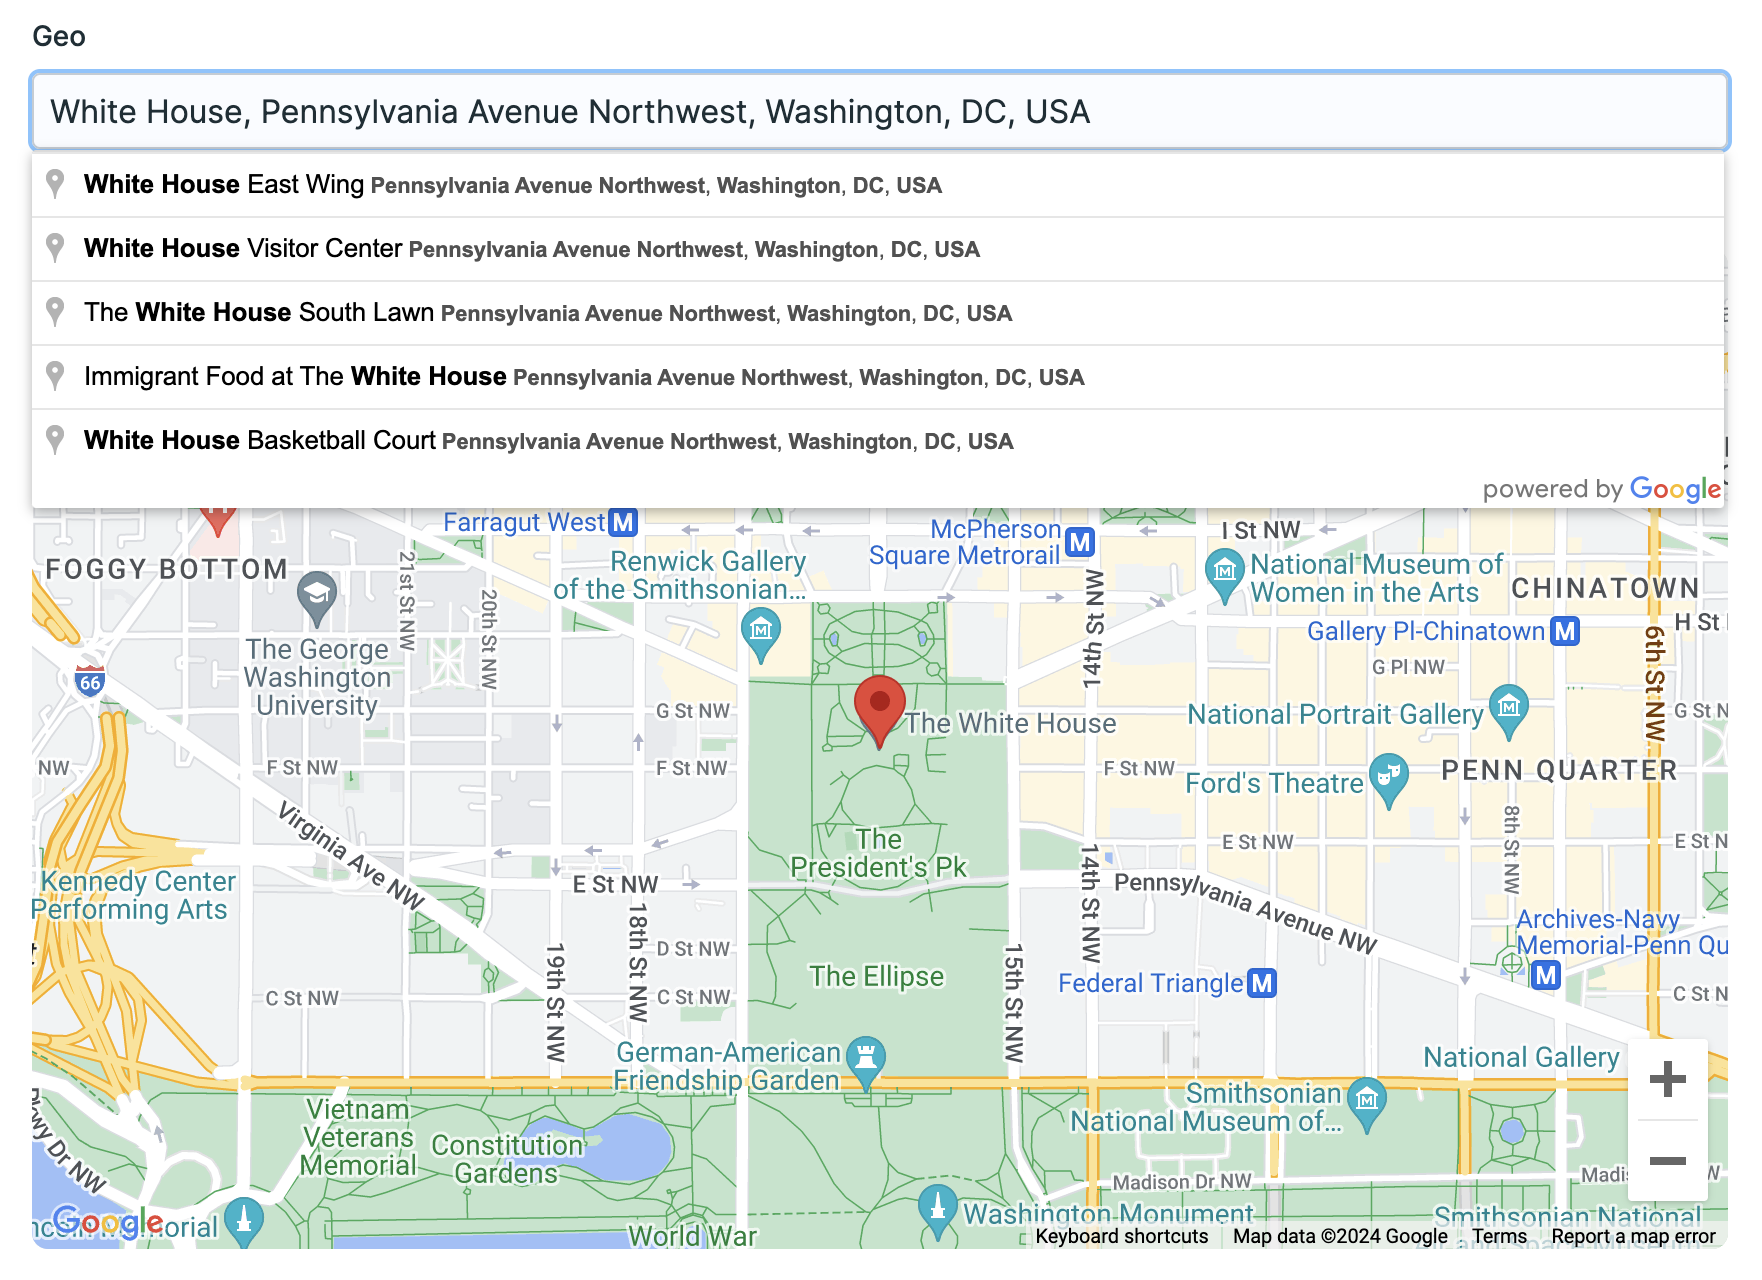 Geo
White House, Pennsylvania Avenue Northwest, Washington, DC, USA
White House East Wing Pennsylvania Avenue Northwest, Washington, DC, USA
White House Visitor Center Pennsylvania Avenue Northwest, Washington, DC, USA
The White House South Lawn Pennsylvania Avenue Northwest, Washington, DC, USA
Immigrant Food at The White House Pennsylvania Avenue Northwest, Washington, DC, USA
White House Basketball Court Pennsylvania Avenue Northwest, Washington, DC, USA
powered by Google
Farragut West M
McPherson
Square Metrorail M
I St NW
FOGGY BOTTOM
21st St NW
20th St NW
Renwick Gallery
of the Smithsonian...
14th St NW
National Museum of
Women in the Arts
CHINATOWN
Gallery Pl-Chinatown M
H St
6th St NW
G Pl NW
The George
Washington
University
66
G St NW
The White House
National Portrait Gallery
G St N
NW
F St NW
F St NW
F St NW
Ford's Theatre
PENN QUARTER
Virginia Ave NW
The
President's Pk
E St NW
8th St NW
E St N
Kennedy Center
Performing Arts
E St NW
18th St NW
14th St NW
Pennsylvania Avenue NW
Archives-Navy
Memorial-Penn Qu
M
D St NW
19th St NW
15th St NW
The Ellipse
Federal Triangle M
C St NW
C St NW
C St N
German-American
Friendship Garden
National Gallery
+
−
Smithsonian
National Museum of...
Vietnam
Veterans
Memorial
Constitution
Gardens
Pkwy Dr NW
Madison Dr NW
Madis
W
Google
ncoln Memorial
World War
Washington Monument
Smithsonian National
Air and Space Museum
Keyboard shortcuts
Map data ©2024 Google
Terms
Report a map error